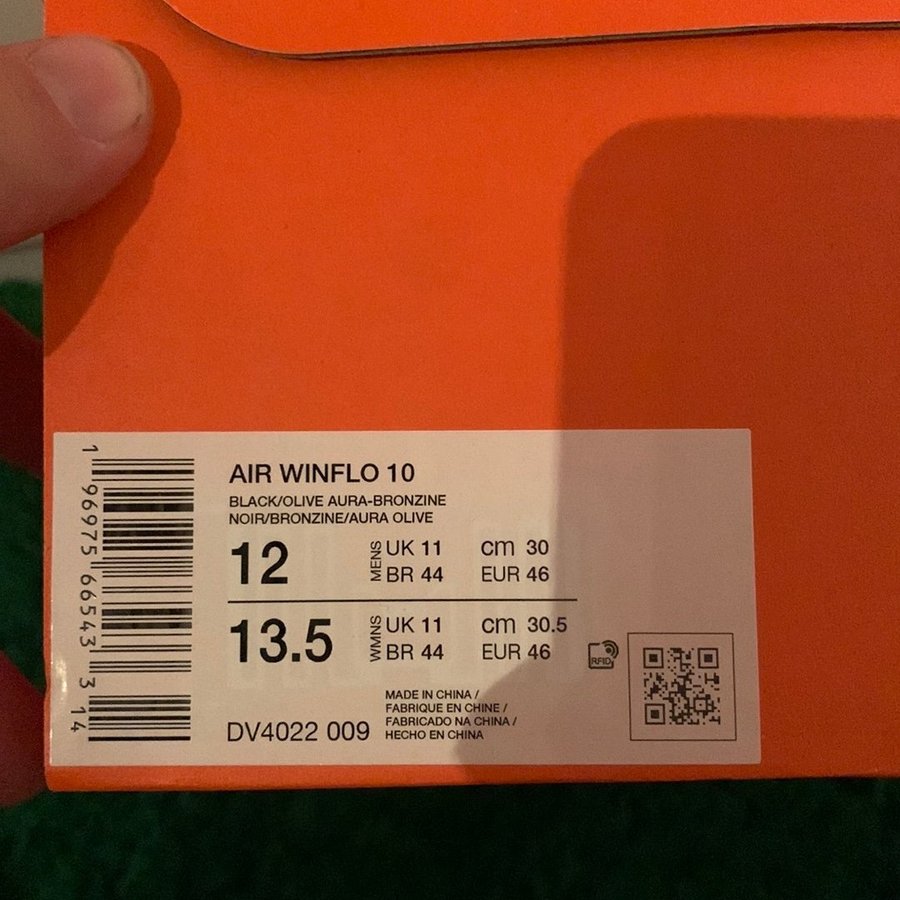 AIR WINFLO 10
BLACK/OLIVE AURA-BRONZINE
NOIR/BRONZINE/AURA OLIVE
12 MENS UK 11 cm 30
BR 44 EUR 46
13.5 WMNS UK 11 cm 30.5
BR 44 EUR 46
RFID
MADE IN CHINA /
FABRIQUE EN CHINE /
FABRICADO NA CHINA /
HECHO EN CHINA
DV4022 009
1 96975 66543 3 14